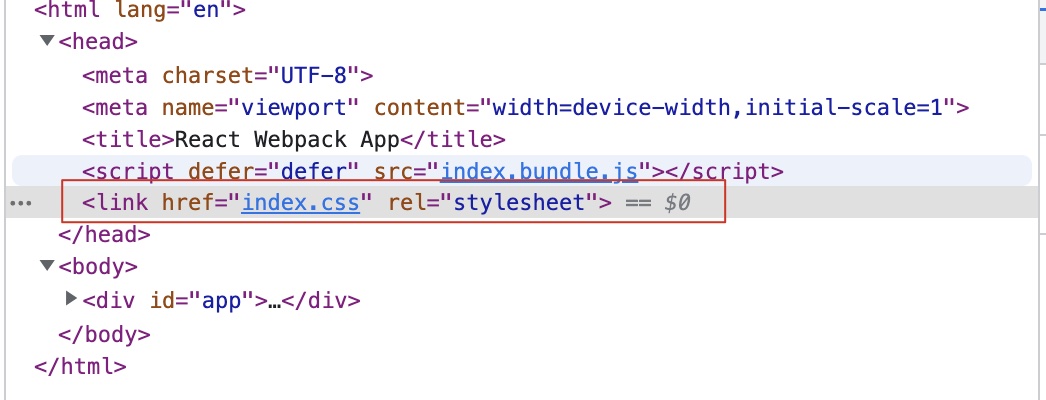 <html lang="en">
<head>
<meta charset="UTF-8">
<meta name="viewport" content="width=device-width,initial-scale=1">
<title>React Webpack App</title>
<script defer="defer" src="index.bundle.js"></script>
<link href="index.css" rel="stylesheet"> == $0
</head>
<body>
<div id="app">…</div>
</body>
</html>